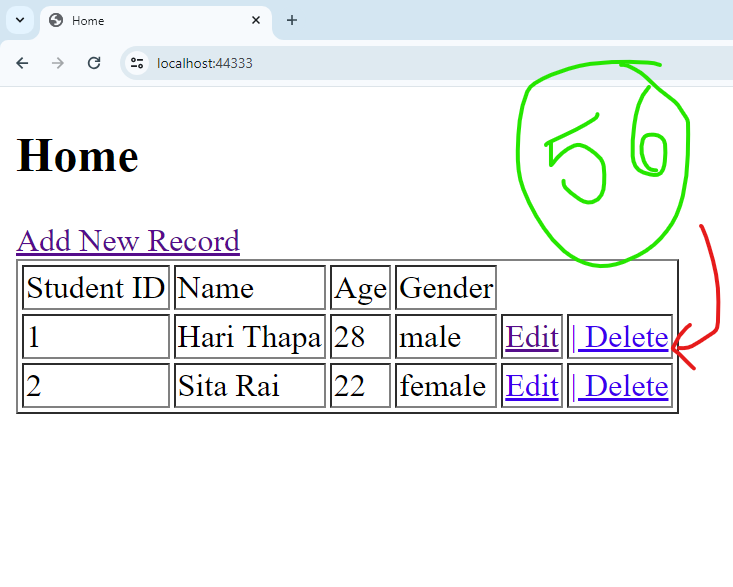 Home
localhost:44333
56
Home
Add New Record
Student ID Name Age Gender
1 Hari Thapa 28 male Edit | Delete
2 Sita Rai 22 female Edit | Delete